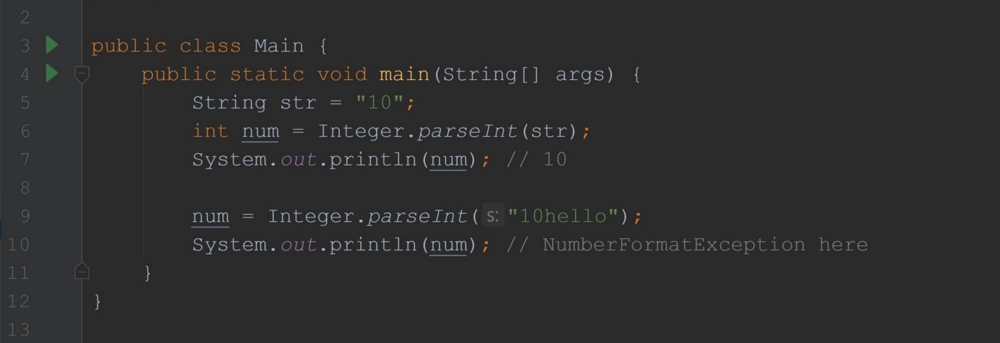 2
3 public class Main {
4 public static void main(String[] args) {
5 String str = "10";
6 int num = Integer.parseInt(str);
7 System.out.println(num); // 10
8
9 num = Integer.parseInt( s: "10hello");
10 System.out.println(num); // NumberFormatException here
11 }
12 }
13